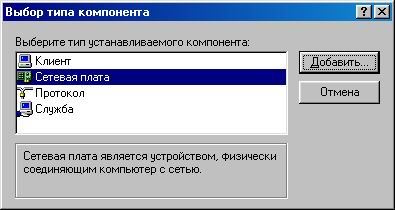 Выбор типа компонента
Выберите тип устанавливаемого компонента:
Клиент
Сетевая плата
Протокол
Служба
Добавить...
Отмена
Сетевая плата является устройством, физически
соединяющим компьютер с сетью.